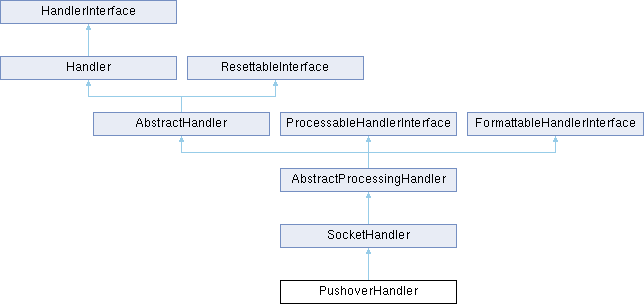 HandlerInterface
Handler
ResettableInterface
AbstractHandler
ProcessableHandlerInterface
FormattableHandlerInterface
AbstractProcessingHandler
SocketHandler
PushoverHandler